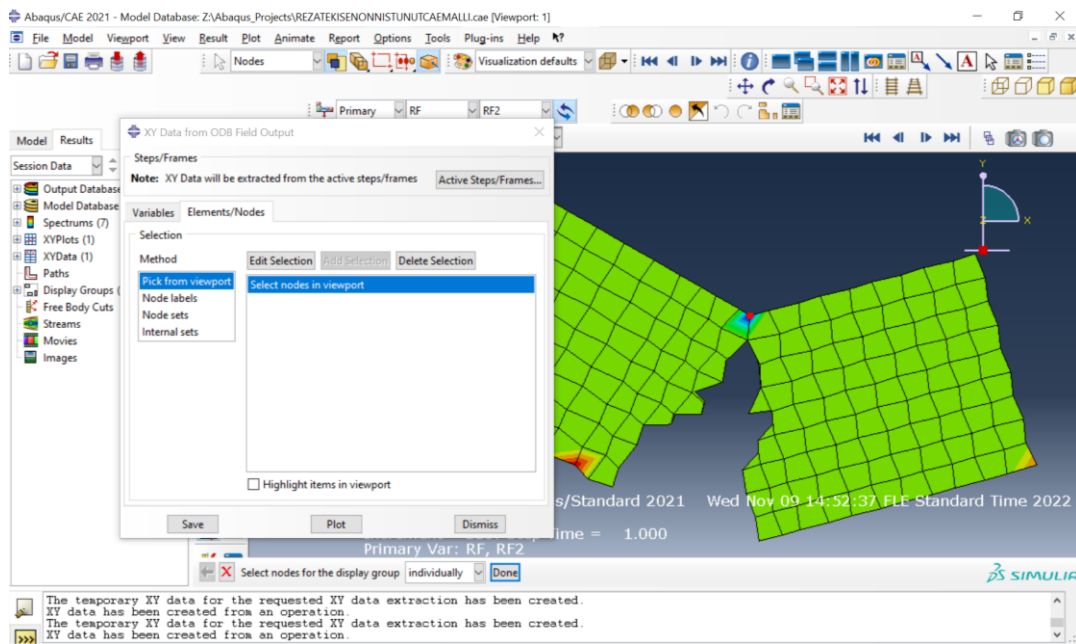 Abaqus/CAE 2021 - Model Database: Z:\Abaqus_Projects\REZATEKISENONNISTUNUTCAEMALLI.cae [Viewport: 1]
File Model Viewport View Result Plot Animate Report Options Tools Plug-ins Help
Nodes Visualization defaults
Primary RF RF2
Model Results
Session Data
Output Database
Model Database
Spectrums (7)
XYPlots (1)
XYData (1)
Paths
Display Groups (
Free Body Cuts
Streams
Movies
Images
XY Data from ODB Field Output
Steps/Frames
Note: XY Data will be extracted from the active steps/frames Active Steps/Frames...
Variables Elements/Nodes
Selection
Method Edit Selection Add Selection Delete Selection
Pick from viewport Select nodes in viewport
Node labels
Node sets
Internal sets
Highlight items in viewport
Save Plot Dismiss
Y
Z X
s/Standard 2021 Wed Nov 09 14:52:37 FLE Standard Time 2022
ime = 1.000
Primary Var: RF, RF2
Select nodes for the display group individually Done
SIMULIA
The temporary XY data for the requested XY data extraction has been created.
XY data has been created from an operation.
The temporary XY data for the requested XY data extraction has been created.
XY data has been created from an operation.